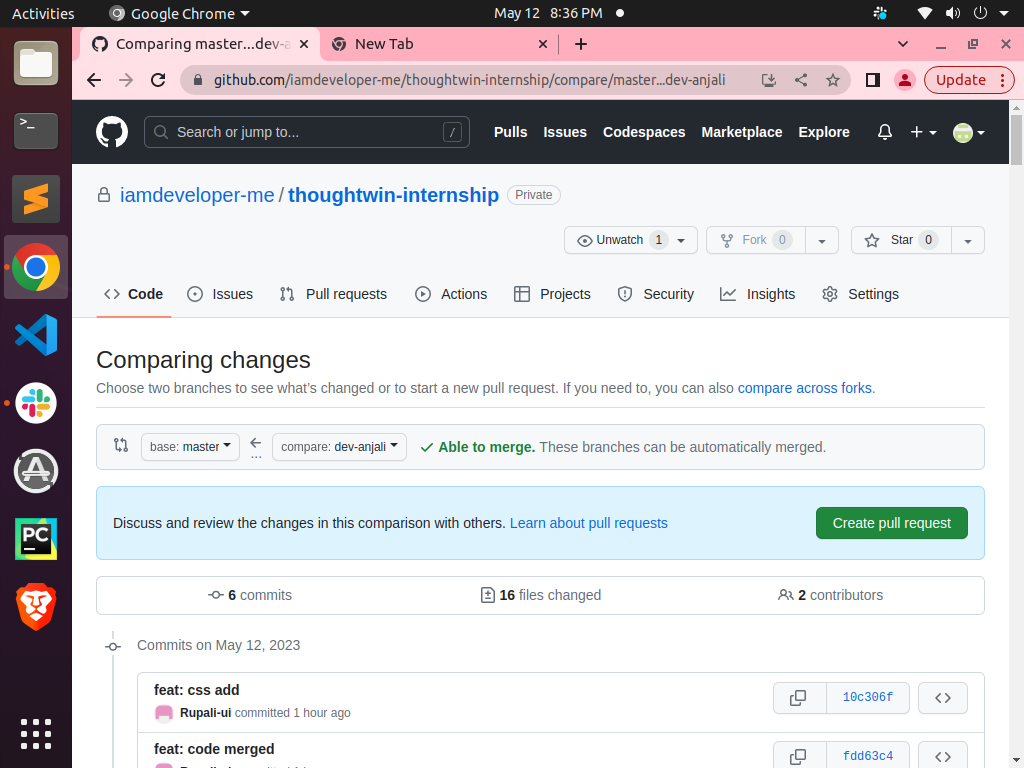 Activities
Google Chrome
May 12 8:36 PM
Comparing master...dev-a
New Tab
github.com/iamdeveloper-me/thoughtwin-internship/compare/master...dev-anjali
Update
Search or jump to...
/
Pulls
Issues
Codespaces
Marketplace
Explore
iamdeveloper-me / thoughtwin-internship
Private
Unwatch 1
Fork 0
Star 0
Code
Issues
Pull requests
Actions
Projects
Security
Insights
Settings
Comparing changes
Choose two branches to see what's changed or to start a new pull request. If you need to, you can also compare across forks.
base: master
...
compare: dev-anjali
Able to merge. These branches can be automatically merged.
Discuss and review the changes in this comparison with others. Learn about pull requests
Create pull request
6 commits
16 files changed
2 contributors
Commits on May 12, 2023
feat: css add
10c306f
Rupali-ui committed 1 hour ago
feat: code merged
fdd63c4
>_
PC